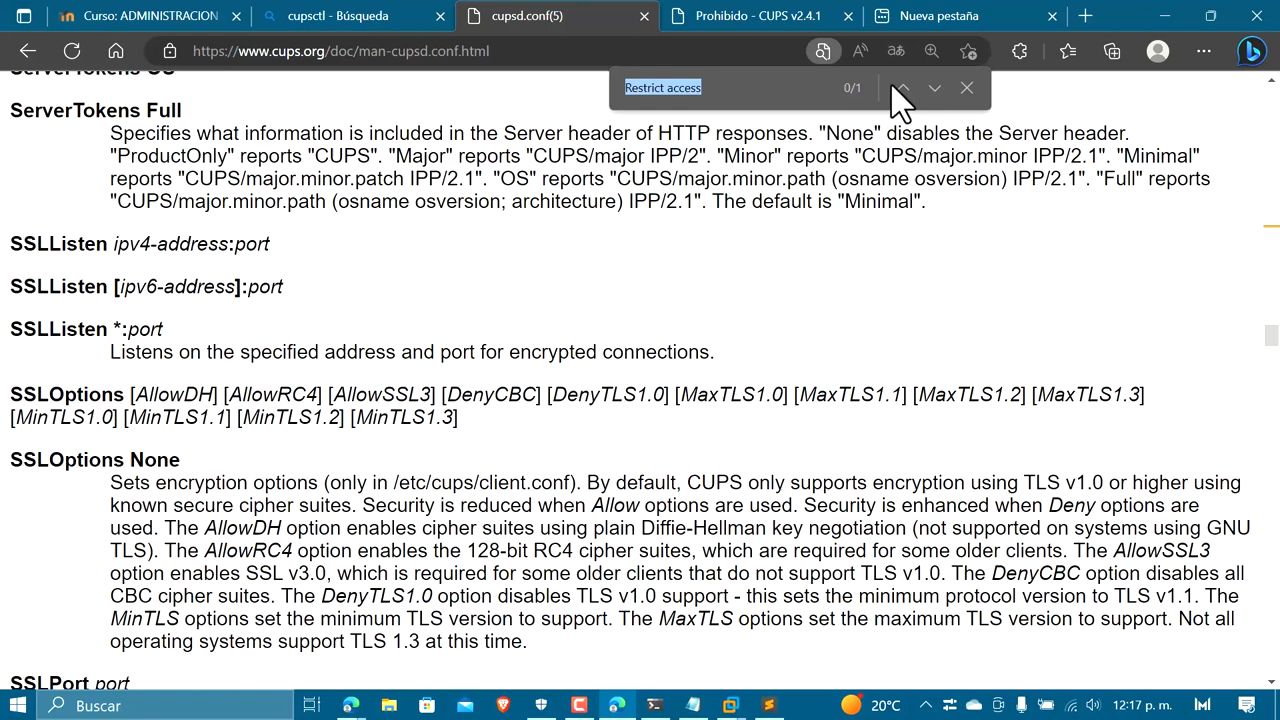 Curso: ADMINISTRACION
cupsctl - Búsqueda
cupsd.conf(5)
Prohibido - CUPS v2.4.1
Nueva pestaña
https://www.cups.org/doc/man-cupsd.conf.html
Restrict access
0/1
ServerTokens OS
ServerTokens Full
Specifies what information is included in the Server header of HTTP responses. "None" disables the Server header.
"ProductOnly" reports "CUPS". "Major" reports "CUPS/major IPP/2". "Minor" reports "CUPS/major.minor IPP/2.1". "Minimal"
reports "CUPS/major.minor.patch IPP/2.1". "OS" reports "CUPS/major.minor.path (osname osversion) IPP/2.1". "Full" reports
"CUPS/major.minor.path (osname osversion; architecture) IPP/2.1". The default is "Minimal".
SSLListen ipv4-address:port
SSLListen [ipv6-address]:port
SSLListen *:port
Listens on the specified address and port for encrypted connections.
SSLOptions [AllowDH] [AllowRC4] [AllowSSL3] [DenyCBC] [DenyTLS1.0] [MaxTLS1.0] [MaxTLS1.1] [MaxTLS1.2] [MaxTLS1.3]
[MinTLS1.0] [MinTLS1.1] [MinTLS1.2] [MinTLS1.3]
SSLOptions None
Sets encryption options (only in /etc/cups/client.conf). By default, CUPS only supports encryption using TLS v1.0 or higher using
known secure cipher suites. Security is reduced when Allow options are used. Security is enhanced when Deny options are
used. The AllowDH option enables cipher suites using plain Diffie-Hellman key negotiation (not supported on systems using GNU
TLS). The AllowRC4 option enables the 128-bit RC4 cipher suites, which are required for some older clients. The AllowSSL3
option enables SSL v3.0, which is required for some older clients that do not support TLS v1.0. The DenyCBC option disables all
CBC cipher suites. The DenyTLS1.0 option disables TLS v1.0 support - this sets the minimum protocol version to TLS v1.1. The
MinTLS options set the minimum TLS version to support. The MaxTLS options set the maximum TLS version to support. Not all
operating systems support TLS 1.3 at this time.
SSLPort port
Buscar
20°C
12:17 p. m.